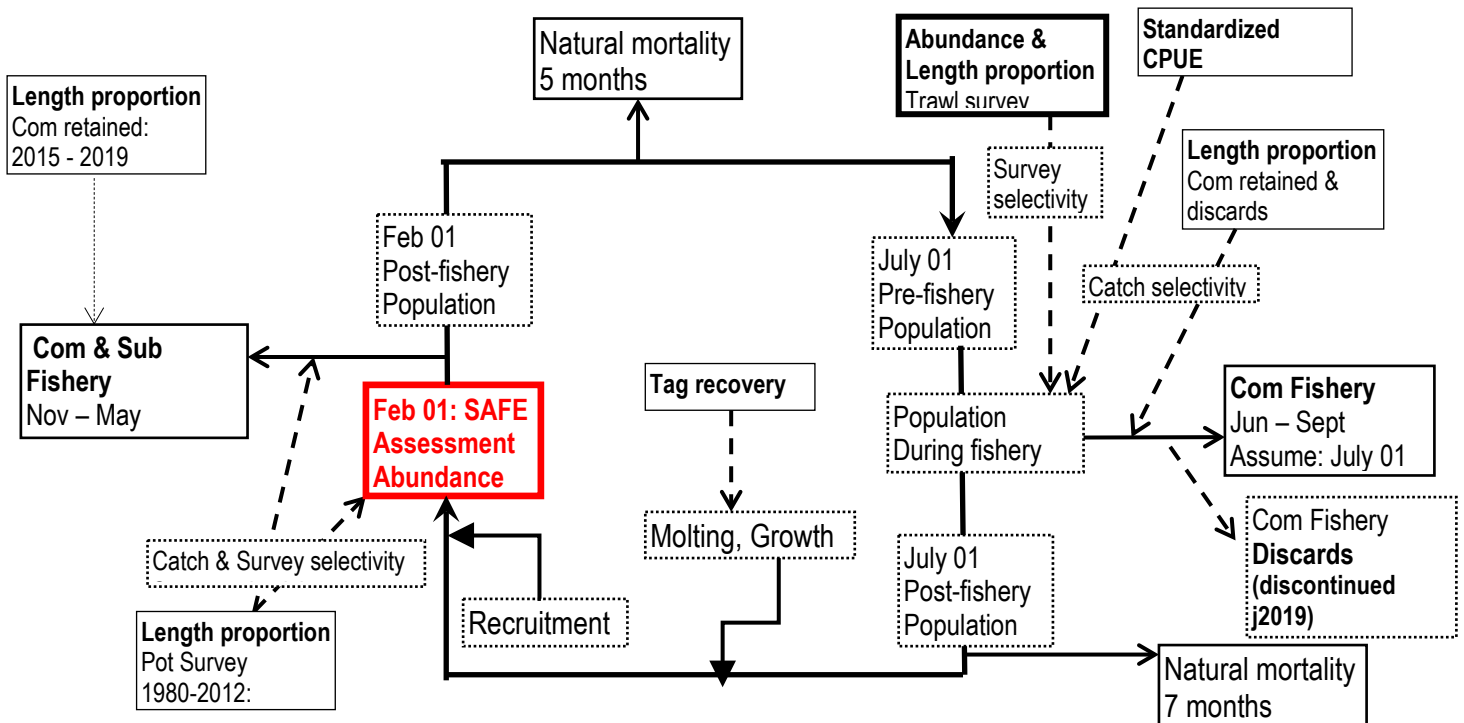 Natural mortality
5 months
Abundance &
Length proportion
Trawl survey
Standardized
CPUE
Length proportion
Com retained:
2015 - 2019
Survey
selectivity
Length proportion
Com retained &
discards
Feb 01
Post-fishery
Population
July 01
Pre-fishery
Population
Catch selectivity
Com & Sub
Fishery
Nov – May
Feb 01: SAFE
Assessment
Abundance
Tag recovery
Population
During fishery
Com Fishery
Jun – Sept
Assume: July 01
Catch & Survey selectivity
Molting, Growth
July 01
Post-fishery
Population
Com Fishery
Discards
(discontinued
j2019)
Recruitment
Length proportion
Pot Survey
1980-2012:
Natural mortality
7 months